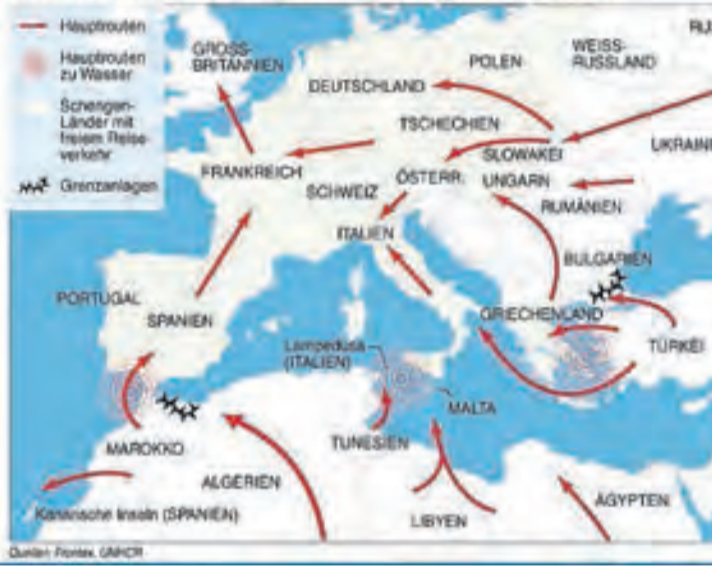 Hauptrouten
Hauptrouten
zu Wasser
Schengen-
Länder mit
freiem Reise-
verkehr
Grenzanlagen
GROSS-
BRITANNIEN
POLEN
WEISS-
RUSSLAND
RU
DEUTSCHLAND
TSCHECHIEN
SLOWAKEI
UKRAINE
FRANKREICH
SCHWEIZ
ÖSTERR.
UNGARN
RUMÄNIEN
ITALIEN
BULGARIEN
PORTUGAL
SPANIEN
GRIECHENLAND
TÜRKEI
Lampedusa
(ITALIEN)
MALTA
MAROKKO
TUNESIEN
ALGERIEN
ÄGYPTEN
Kanarische Inseln (SPANIEN)
LIBYEN
Quellen: Frontex, UNHCR